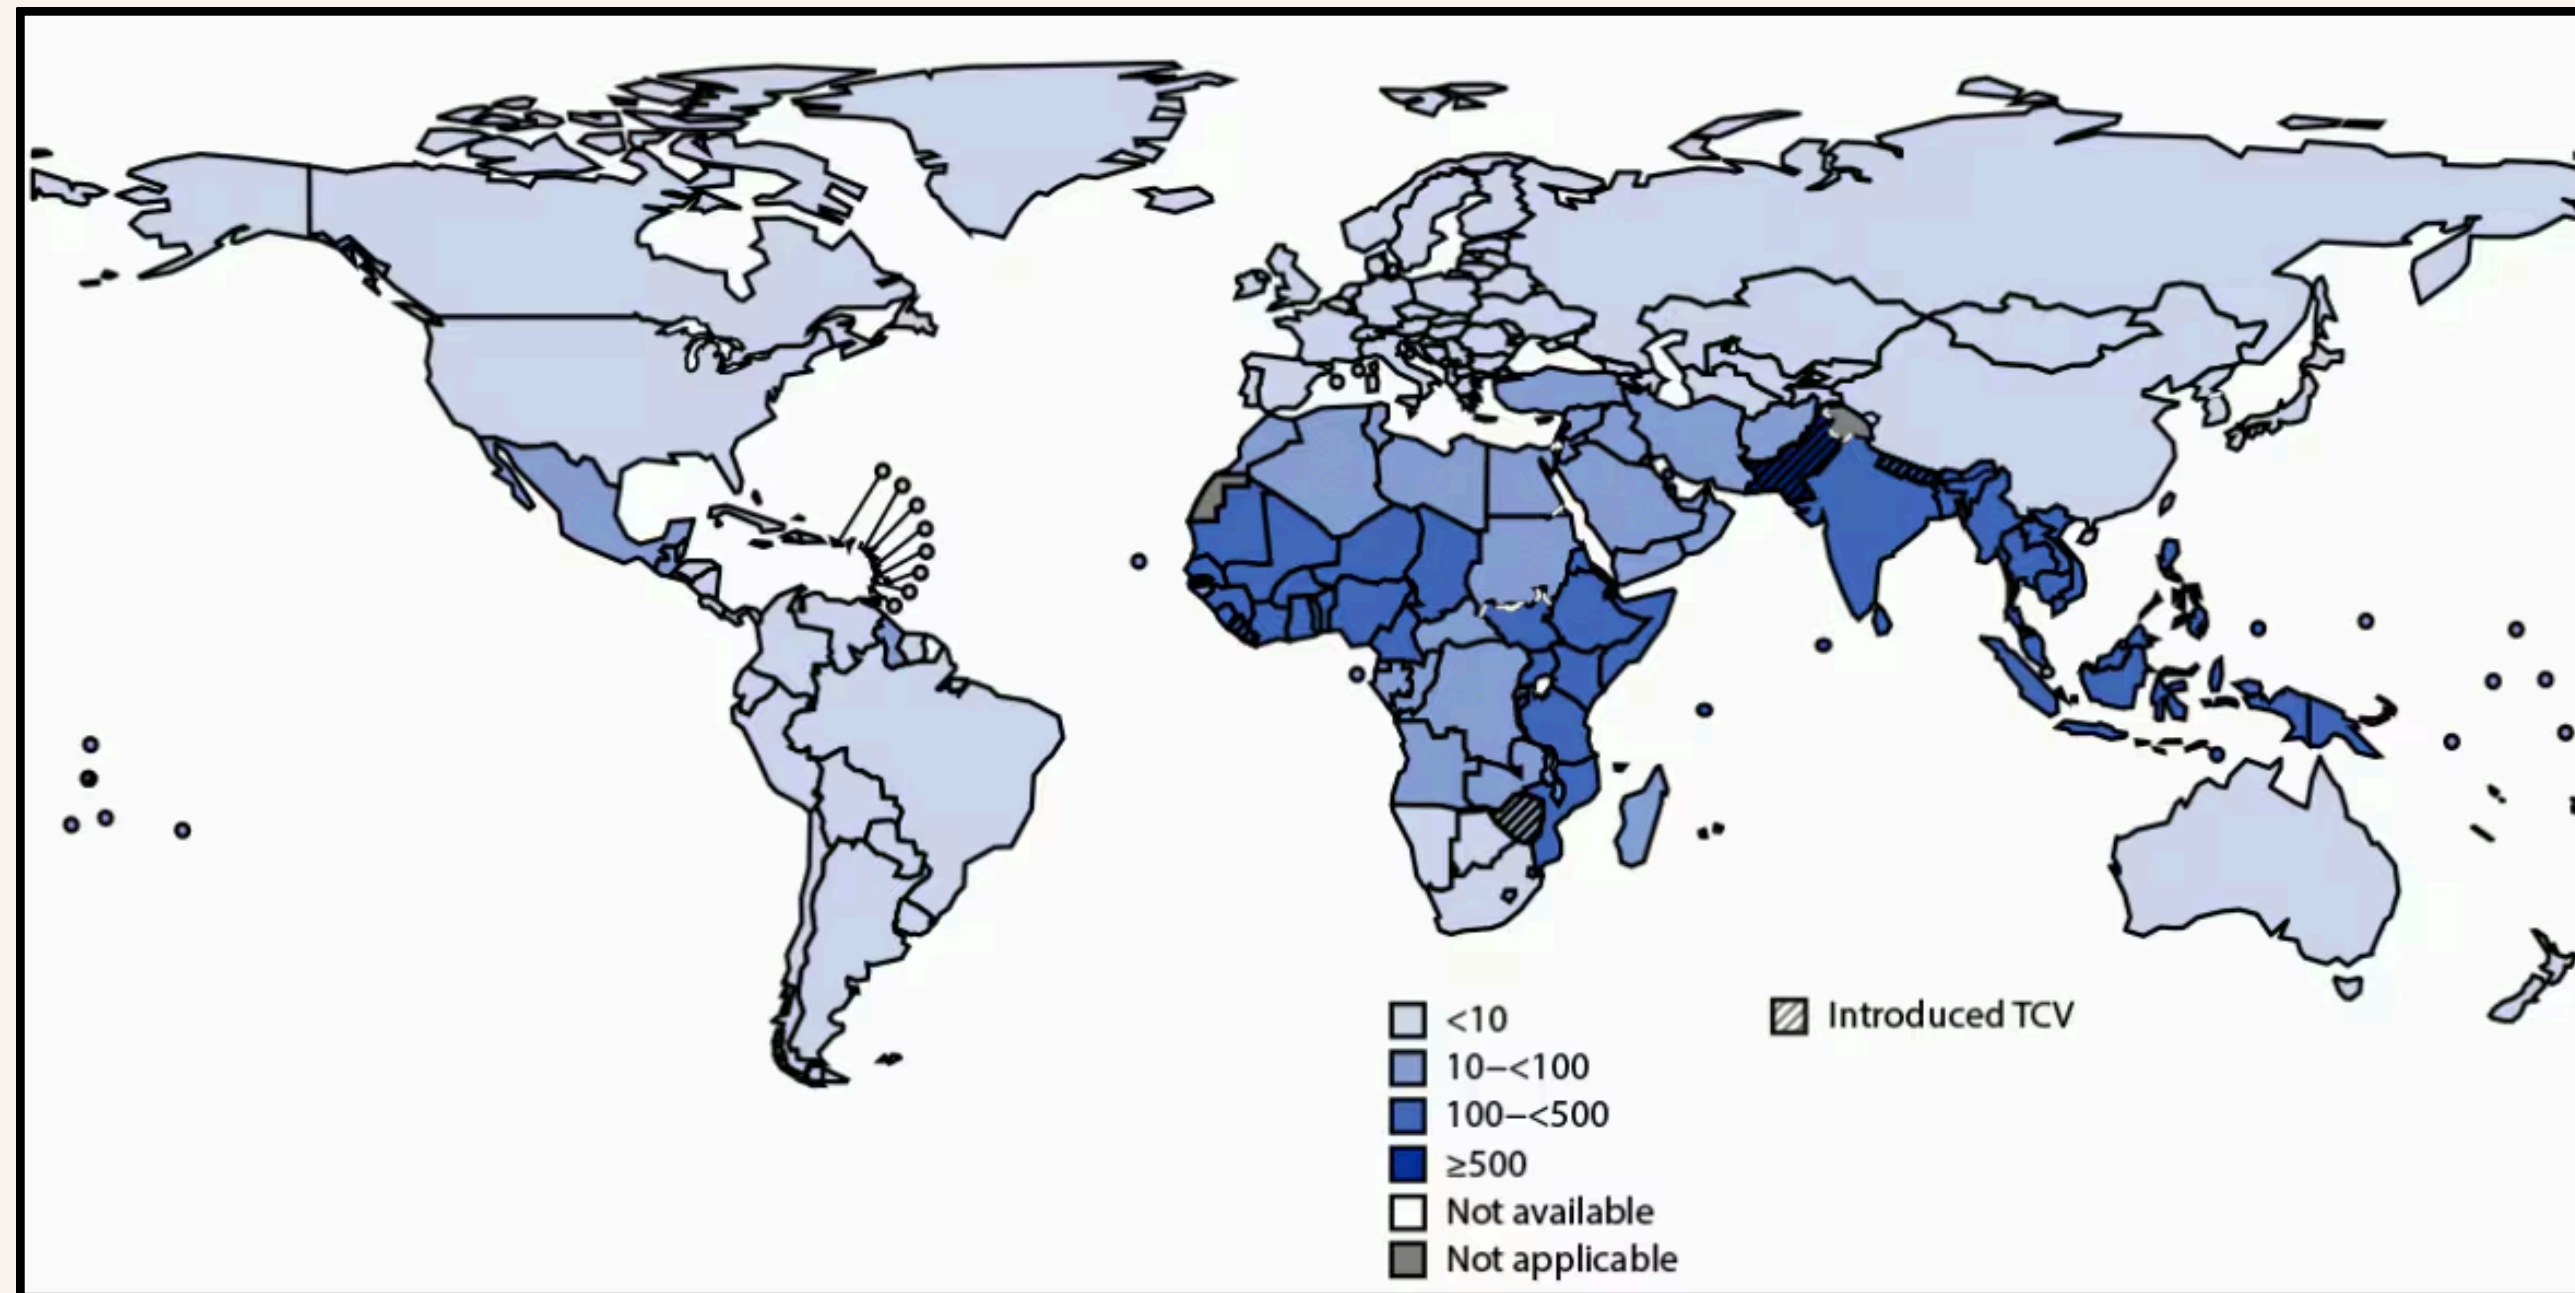 <10
10–<100
100–<500
≥500
Not available
Not applicable
Introduced TCV